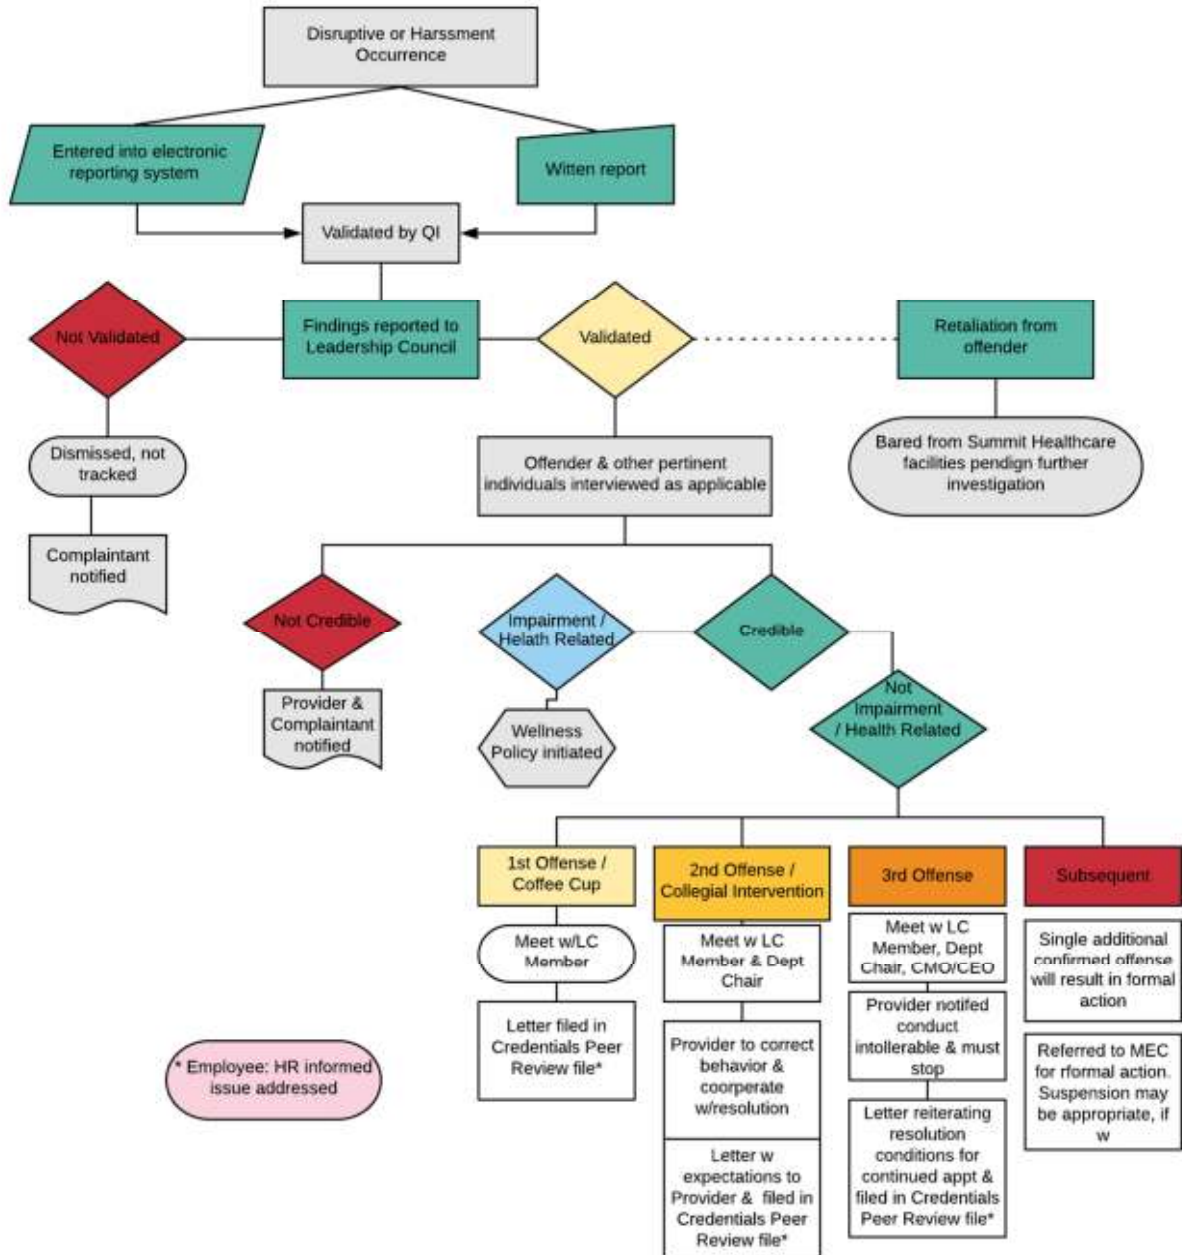 Disruptive or Harssment
Occurrence
Entered into electronic
reporting system
Witten report
Validated by QI
Not Validated
Findings reported to
Leadership Council
Validated
Retaliation from
offender
Dismissed, not
tracked
Offender & other pertinent
individuals interviewed as applicable
Bared from Summit Healthcare
facilities pendign further
investigation
Complaintant
notified
Not Credible
Impairment /
Helath Related
Credible
Not
Impairment
/ Health Related
Provider &
Complaintant
notified
Wellness
Policy initiated
1st Offense /
Coffee Cup
2nd Offense /
Collegial Intervention
3rd Offense
Subsequent
Meet w/LC
Member
Meet w LC
Member & Dept
Chair
Meet w LC
Member, Dept
Chair, CMO/CEO
Single additional
confirmed offense
will result in formal
action
Letter filed in
Credentials Peer
Review file*
Provider to correct
behavior &
coorperate
w/resolution
Provider notifed
conduct
intollerable & must
stop
Referred to MEC
for rformal action.
Suspension may
be appropriate, if
w
* Employee: HR informed
issue addressed
Letter w
expectations to
Provider & filed in
Credentials Peer
Review file*
Letter reiterating
resolution
conditions for
continued appt &
filed in Credentials
Peer Review file*